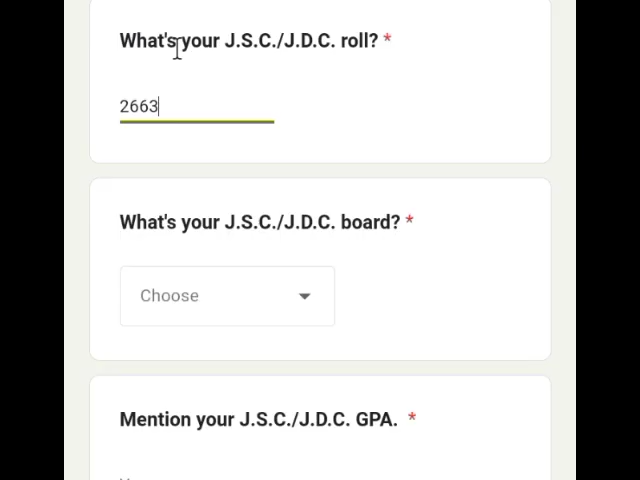 What's your J.S.C./J.D.C. roll? *
2663
What's your J.S.C./J.D.C. board? *
Choose
Mention your J.S.C./J.D.C. GPA. *